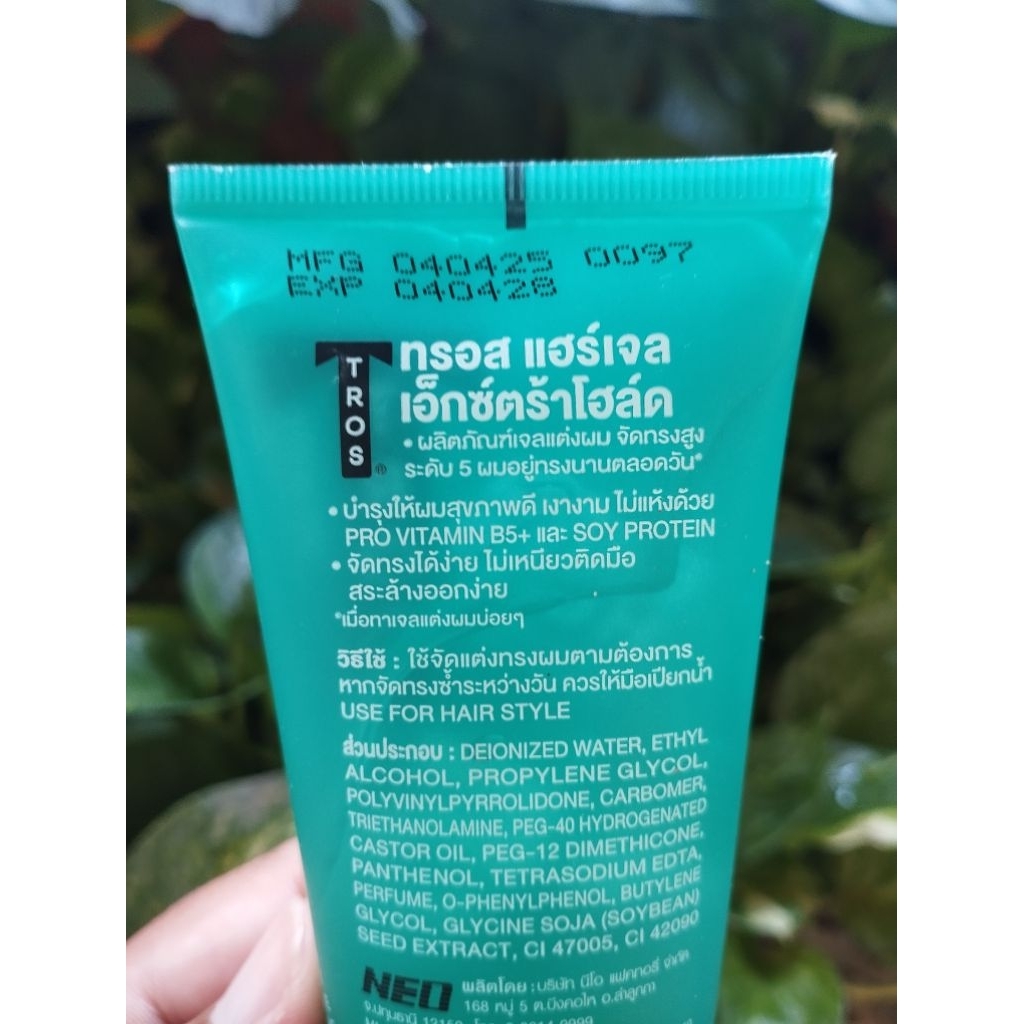 MFG 040425 0097
EXP 040428
TROS®
ทรอส แฮร์เจล
เอ็กซ์ตร้าโฮล์ด
• ผลิตภัณฑ์เจลแต่งผม จัดทรงสูง
ระดับ 5 ผมอยู่ทรงนานตลอดวัน*
• บำรุงให้ผมสุขภาพดี เงางาม ไม่แห้งด้วย
PRO VITAMIN B5+ และ SOY PROTEIN
• จัดทรงได้ง่าย ไม่เหนียวติดมือ
สระล้างออกง่าย
*เมื่อทาเจลแต่งผมบ่อยๆ
วิธีใช้ : ใช้จัดแต่งทรงผมตามต้องการ
หากจัดทรงซ้ำระหว่างวัน ควรให้มือเปียกน้ำ
USE FOR HAIR STYLE
ส่วนประกอบ : DEIONIZED WATER, ETHYL
ALCOHOL, PROPYLENE GLYCOL,
POLYVINYLPYRROLIDONE, CARBOMER,
TRIETHANOLAMINE, PEG-40 HYDROGENATED
CASTOR OIL, PEG-12 DIMETHICONE,
PANTHENOL, TETRASODIUM EDTA,
PERFUME, O-PHENYLPHENOL, BUTYLENE
GLYCOL, GLYCINE SOJA (SOYBEAN)
SEED EXTRACT, CI 47005, CI 42090
NEO ผลิตโดย : บริษัท นีโอ แฟคทอรี่ จำกัด
168 หมู่ 5 ต.บึงคอไห อ.ลำลูกกา
จ.ปทุมธานี